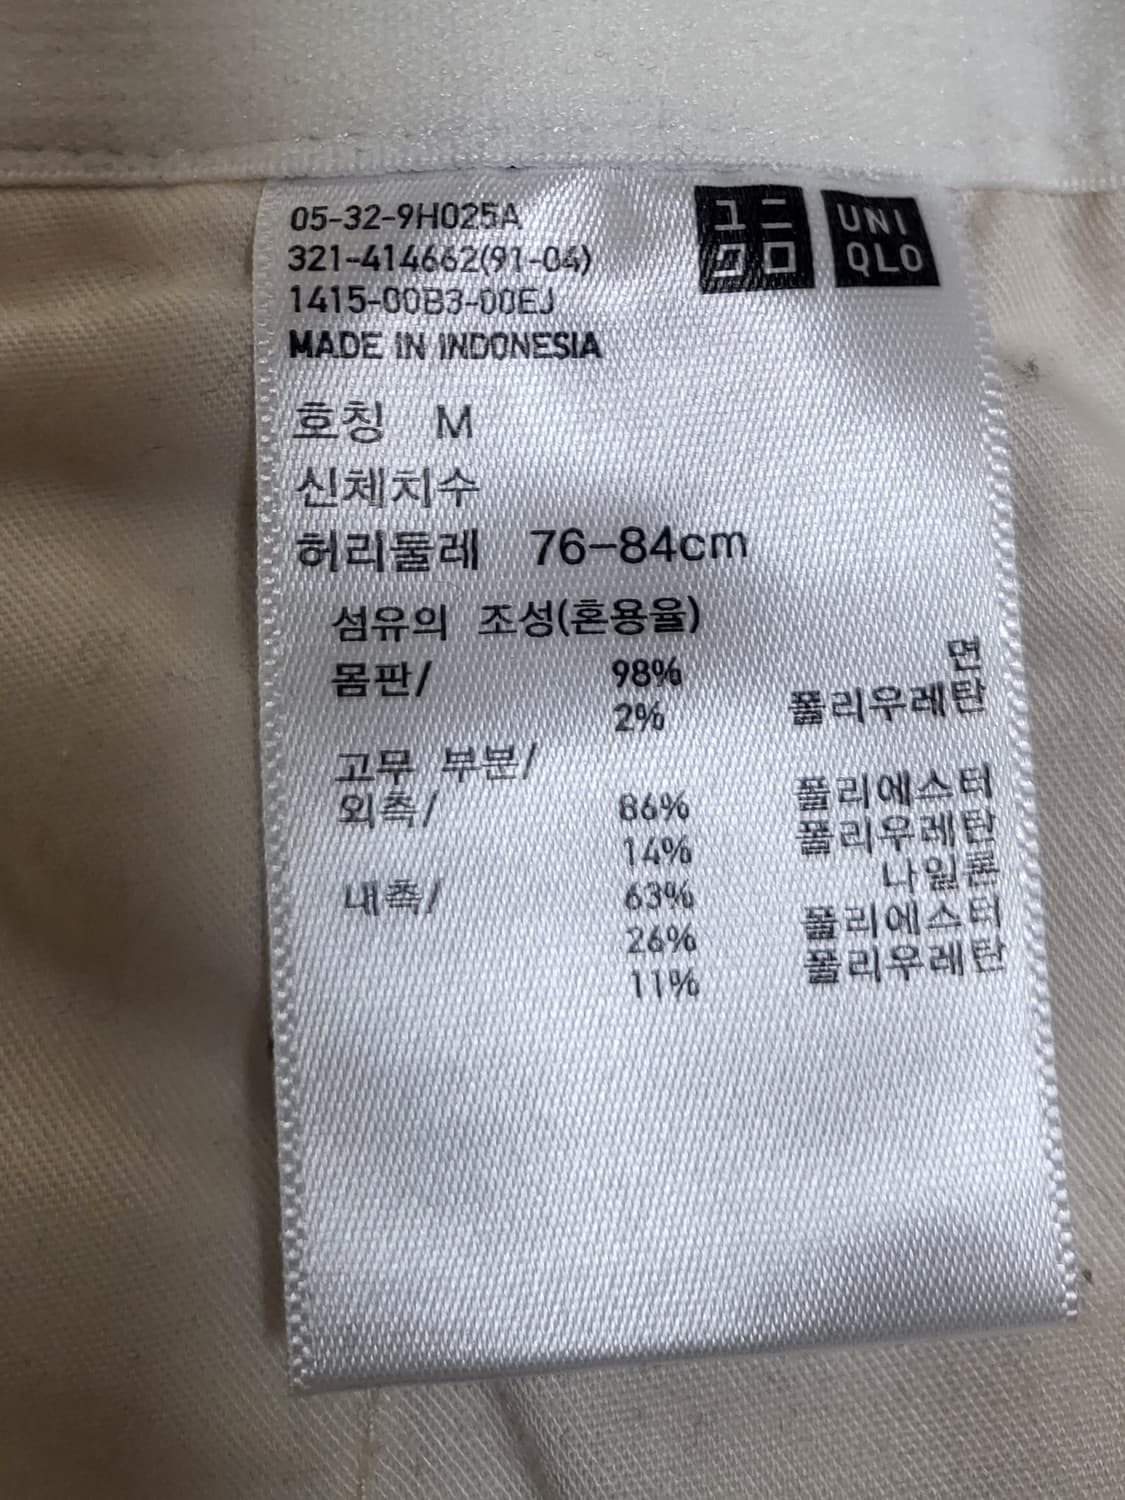 05-32-9H025A
321-414662(91-04)
1415-00B3-00EJ
MADE IN INDONESIA
ユニ
クロ
UNI
QLO
호칭 M
신체치수
허리둘레 76-84cm
섬유의 조성(혼용율)
몸판/ 98% 면
2% 폴리우레탄
고무 부분/
외측/ 86% 폴리에스터
14% 폴리우레탄
내측/ 63% 나일론
26% 폴리에스터
11% 폴리우레탄